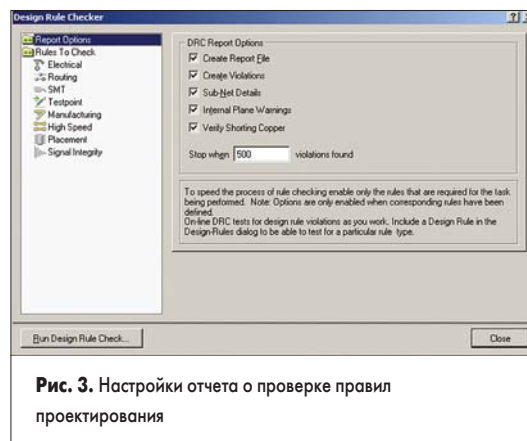 Design Rule Checker
Report Options
Rules To Check
Electrical
Routing
SMT
Testpoint
Manufacturing
High Speed
Placement
Signal Integrity
DRC Report Options
Create Report File
Create Violations
Sub-Net Details
Internal Plane Warnings
Verify Shorting Copper
Stop when 500 violations found
To speed the process of rule checking enable only the rules that are required for the task
being performed. Note: Options are only enabled when corresponding rules have been
defined.
On-line DRC tests for design rule violations as you work. Include a Design Rule in the
Design-Rules dialog to be able to test for a particular rule type.
Run Design Rule Check...
Close
Рис. 3. Настройки отчета о проверке правил
проектирования